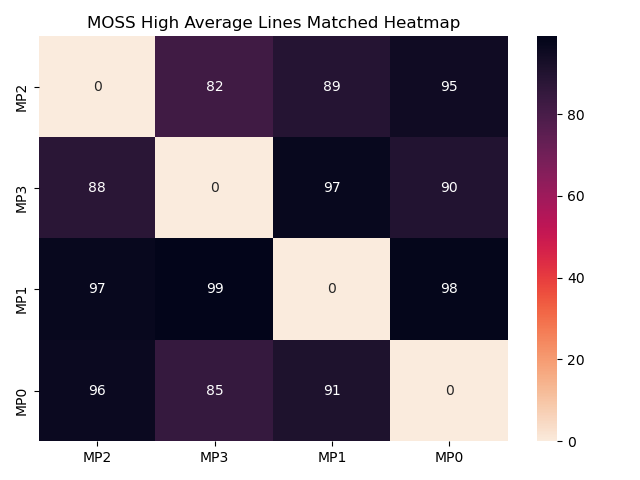 MOSS High Average Lines Matched Heatmap
MP2 0 82 89 95
MP3 88 0 97 90
MP1 97 99 0 98
MP0 96 85 91 0
MP2 MP3 MP1 MP0
80
60
40
20
0